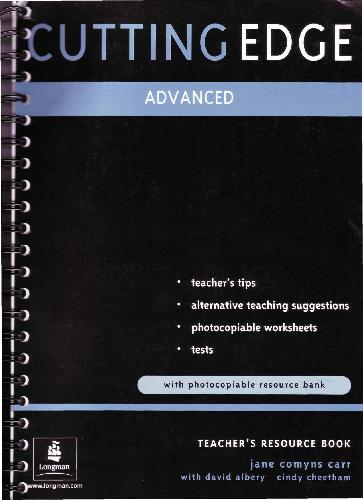 CUTTING EDGE
ADVANCED
• teacher's tips
• alternative teaching suggestions
• photocopiable worksheets
• tests
with photocopiable resource bank
TEACHER'S RESOURCE BOOK
jane comyns carr
with david albery cindy cheetham
Longman
www.longman.com